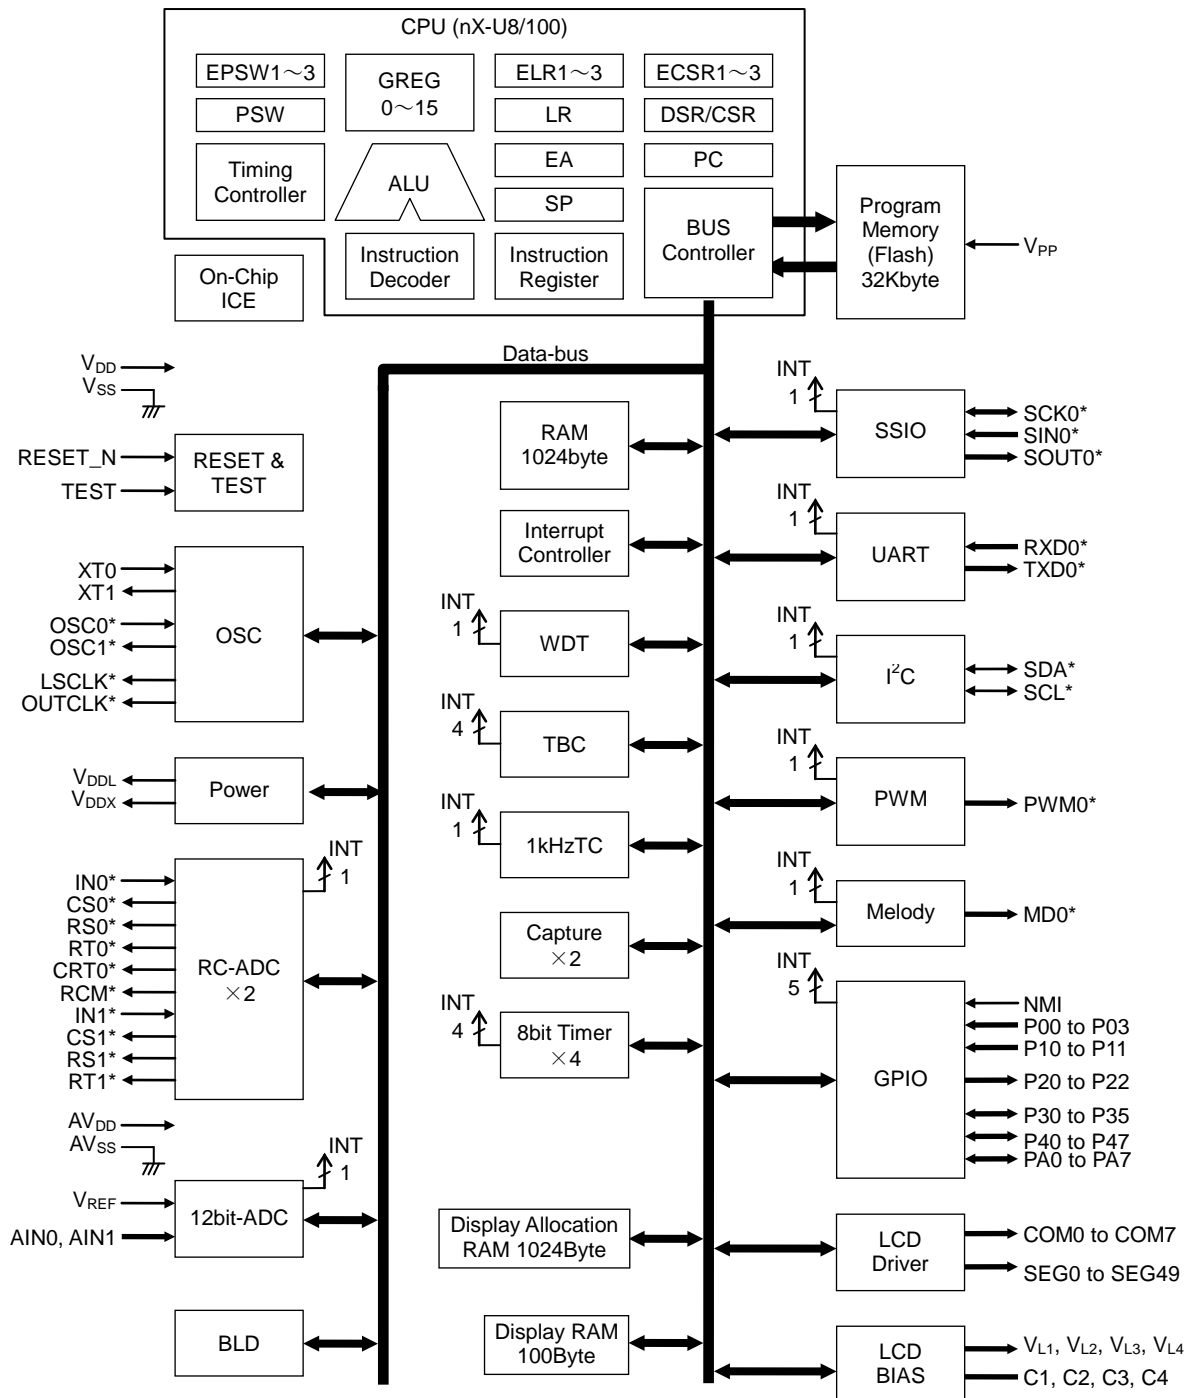 CPU (nX-U8/100)
EPSW1～3
GREG
0～15
ELR1～3
ECSR1～3
PSW
LR
DSR/CSR
Timing
Controller
ALU
EA
PC
SP
BUS
Controller
Program
Memory
(Flash)
32Kbyte
VPP
Instruction
Decoder
Instruction
Register
On-Chip
ICE
Data-bus
VDD
VSS
RESET_N
TEST
RESET &
TEST
XT0
XT1
OSC0*
OSC1*
LSCLK*
OUTCLK*
OSC
VDDL
VDDX
Power
INT
1
IN0*
CS0*
RS0*
RT0*
CRT0*
RCM*
IN1*
CS1*
RS1*
RT1*
RC-ADC
×2
AVDD
AVSS
INT
1
VREF
AIN0, AIN1
12bit-ADC
BLD
RAM
1024byte
Interrupt
Controller
INT
1
WDT
INT
4
TBC
INT
1
1kHzTC
Capture
×2
INT
4
8bit Timer
×4
Display Allocation
RAM 1024Byte
Display RAM
100Byte
INT
1
SSIO
SCK0*
SIN0*
SOUT0*
INT
1
UART
RXD0*
TXD0*
INT
1
I²C
SDA*
SCL*
INT
1
PWM
PWM0*
INT
1
Melody
MD0*
INT
5
GPIO
NMI
P00 to P03
P10 to P11
P20 to P22
P30 to P35
P40 to P47
PA0 to PA7
LCD
Driver
COM0 to COM7
SEG0 to SEG49
LCD
BIAS
VL1, VL2, VL3, VL4
C1, C2, C3, C4